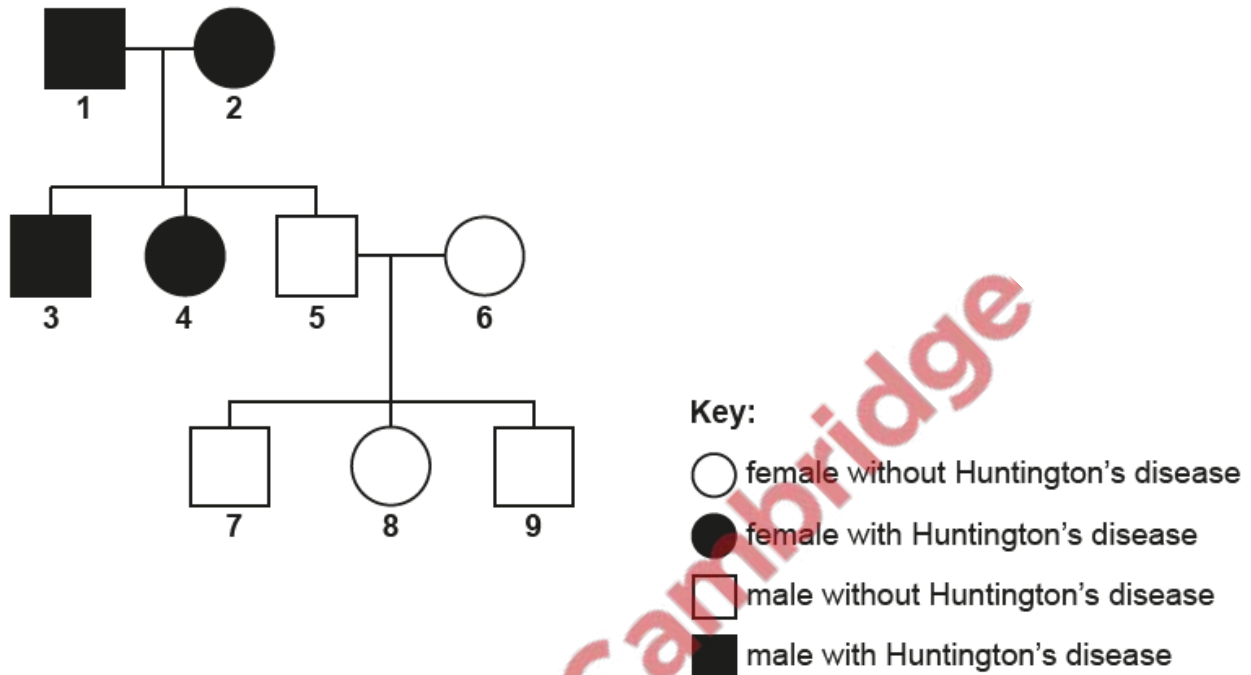 1 2
3 4 5 6
7 8 9
Key:
female without Huntington's disease
female with Huntington's disease
male without Huntington's disease
male with Huntington's disease
Cambridge